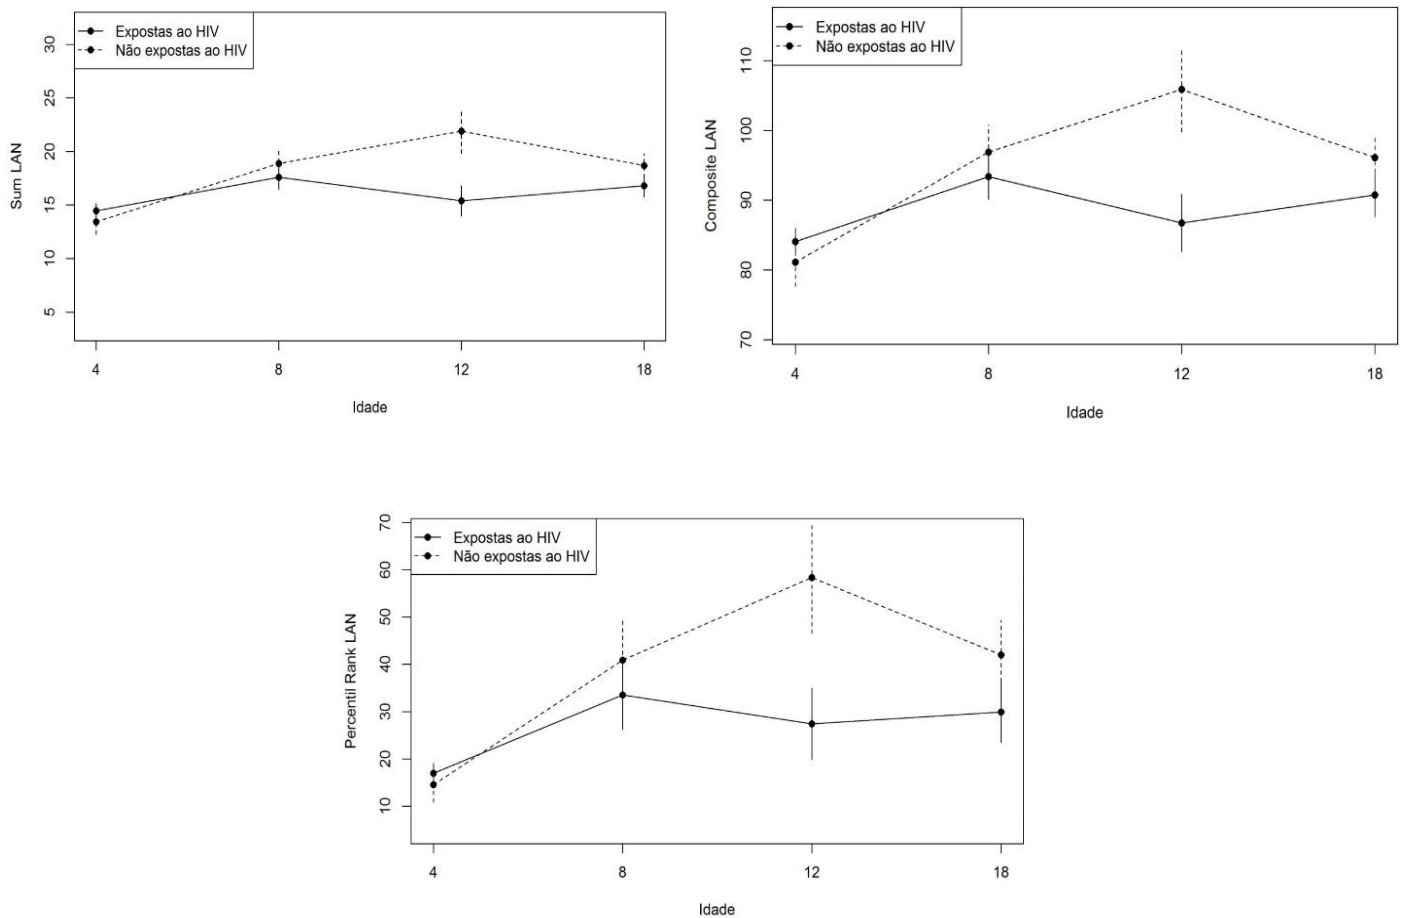 Expostas ao HIV
Não expostas ao HIV
Sum LAN
30
25
20
15
10
5
4 8 12 18
Idade
Expostas ao HIV
Não expostas ao HIV
Composite LAN
110
100
90
80
70
4 8 12 18
Idade
Expostas ao HIV
Não expostas ao HIV
Percentil Rank LAN
70
60
50
40
30
20
10
4 8 12 18
Idade